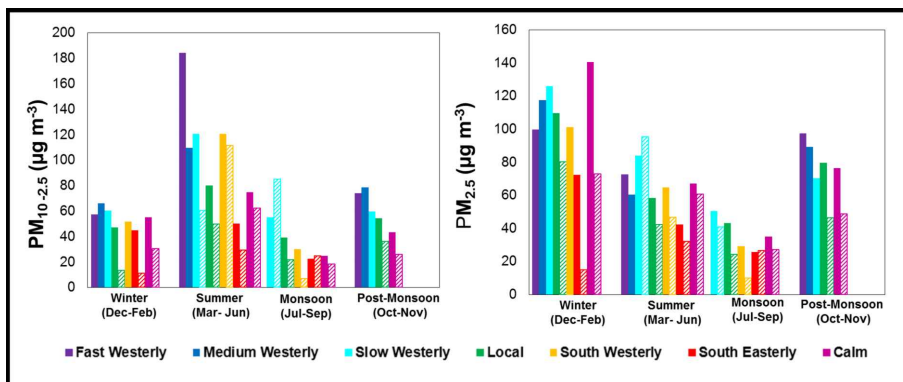 PM10-2.5 (µg m-3)
200
180
160
140
120
100
80
60
40
20
0
Winter
(Dec-Feb)
Summer
(Mar- Jun)
Monsoon
(Jul-Sep)
Post-Monsoon
(Oct-Nov)
PM2.5 (µg m-3)
160
140
120
100
80
60
40
20
0
Winter
(Dec-Feb)
Summer
(Mar- Jun)
Monsoon
(Jul-Sep)
Post-Monsoon
(Oct-Nov)
Fast Westerly Medium Westerly Slow Westerly Local South Westerly South Easterly Calm